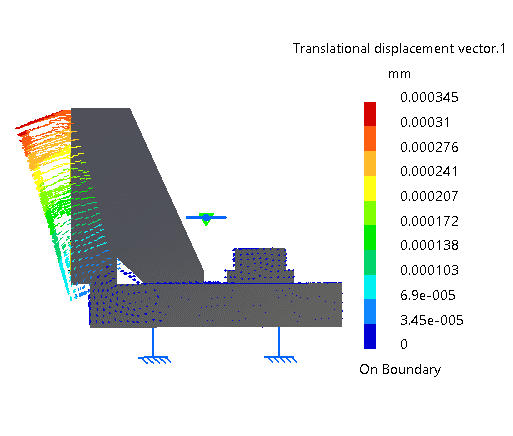 Translational displacement vector.1
mm
0.000345
0.00031
0.000276
0.000241
0.000207
0.000172
0.000138
0.000103
6.9e-005
3.45e-005
0
On Boundary